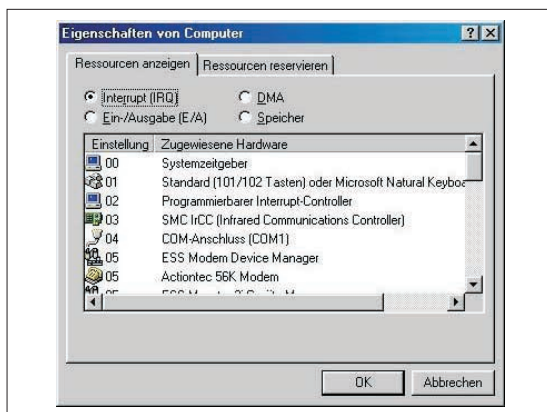 Eigenschaften von Computer
Ressourcen anzeigen Ressourcen reservieren
Interrupt (IRQ) DMA
Ein-/Ausgabe (E/A) Speicher
Einstellung Zugewiesene Hardware
00 Systemzeitgeber
01 Standard (101/102 Tasten) oder Microsoft Natural Keyboa
02 Programmierbarer Interrupt-Controller
03 SMC IrCC (Infrared Communications Controller)
04 COM-Anschluss (COM1)
05 ESS Modem Device Manager
05 Actiontec 56K Modem
OK Abbrechen